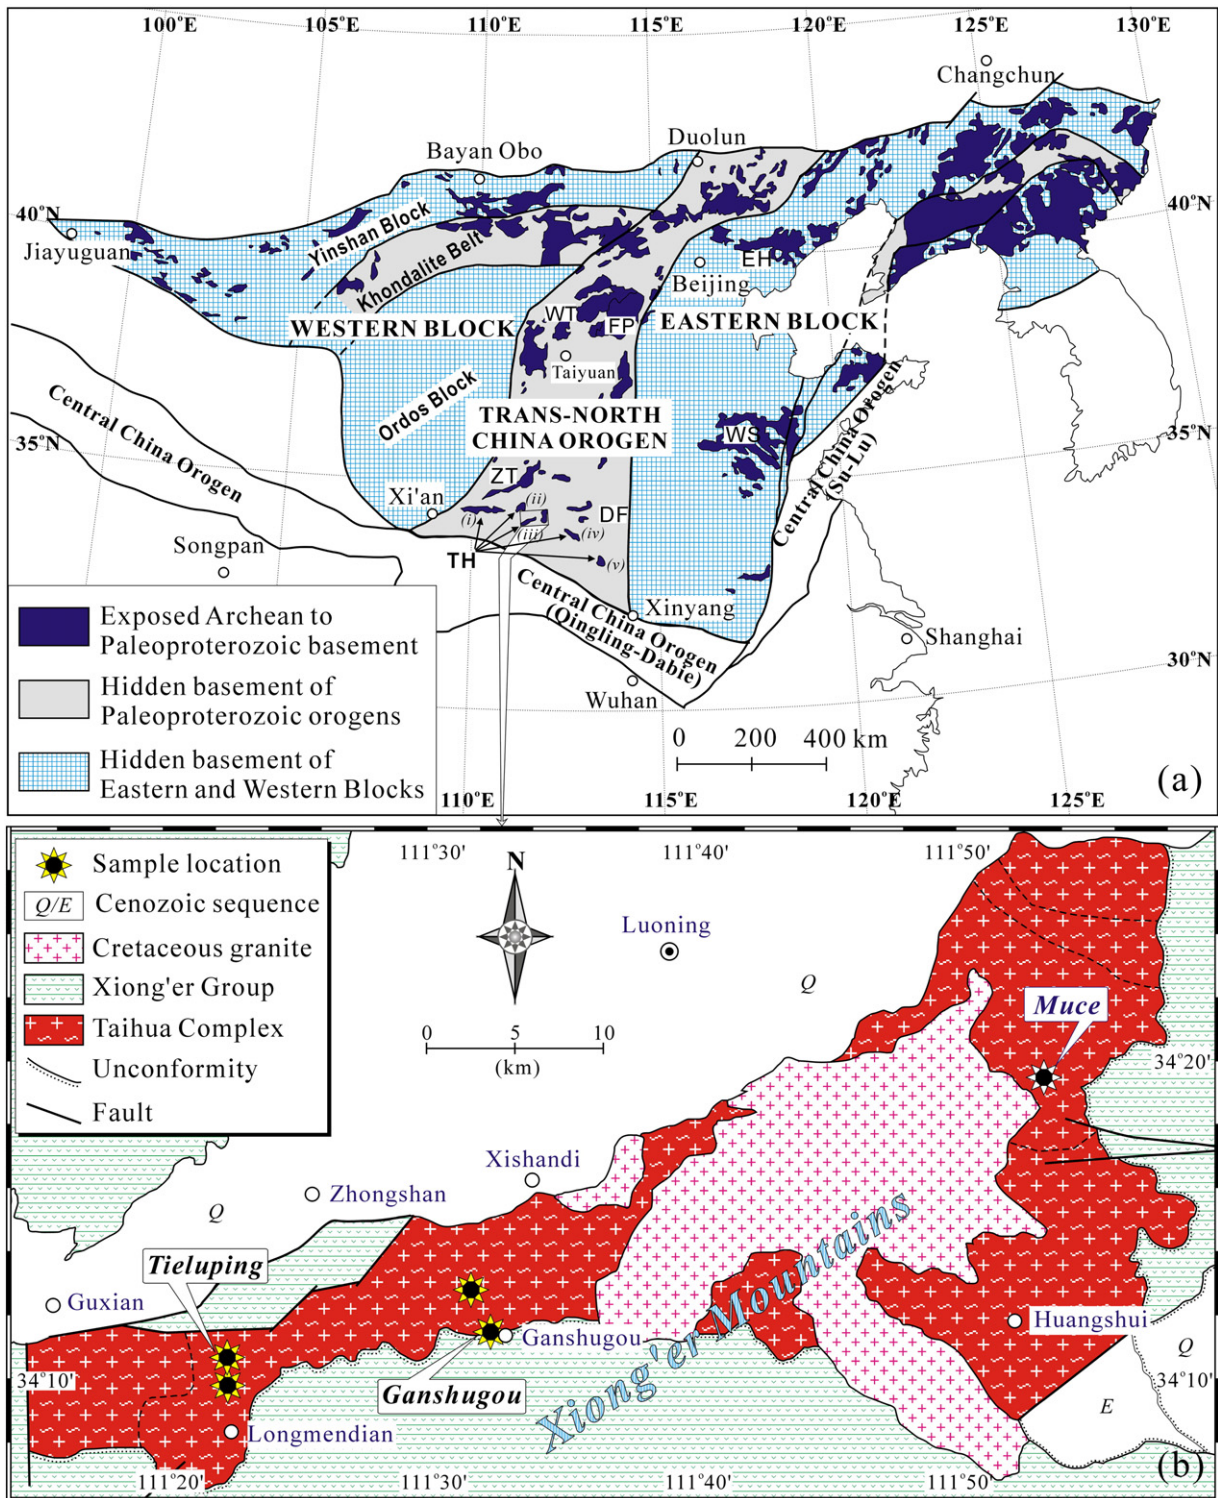 100°E 105°E 110°E 115°E 120°E 125°E 130°E
Changchun
Duolun
Bayan Obo
40°N
40°N
Jiayuguan
Yinshan Block
Khondalite Belt
EH
Beijing
WESTERN BLOCK
WT
FP
EASTERN BLOCK
Taiyuan
Ordos Block
TRANS-NORTH
CHINA OROGEN
WS
Central China Orogen
35°N
35°N
Central China Orogen
(Su-Lu)
ZT
Xi'an
(i)
(ii)
(iii)
DF
(iv)
(v)
TH
Songpan
Central China Orogen
(Qingling-Dabie)
Xinyang
Shanghai
30°N
Wuhan
Exposed Archean to
Paleoproterozoic basement
Hidden basement of
Paleoproterozoic orogens
Hidden basement of
Eastern and Western Blocks
0 200 400 km
(a)
110°E 115°E 120°E 125°E
Sample location
Q/E Cenozoic sequence
Cretaceous granite
Xiong'er Group
Taihua Complex
Unconformity
Fault
111°30' 111°40' 111°50'
N
Luoning
Q
Muce
0 5 10
(km)
34°20'
Xishandi
Zhongshan
Q
Tieluping
Guxian
Xiong'er Mountains
Ganshugou
Huangshui
Q
Ganshugou
34°10'
34°10'
E
Longmendian
111°20' 111°30' 111°40' 111°50'
(b)